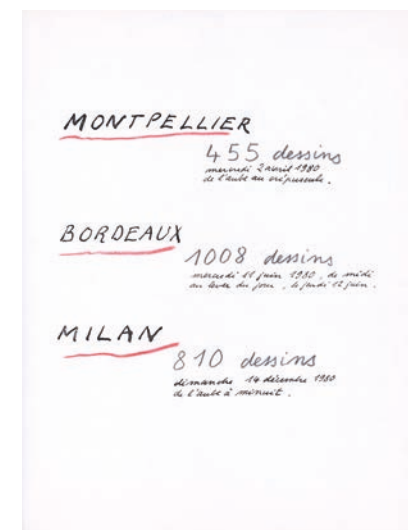 MONTPELLIER
455 dessins
mercredi 2 avril 1980
de l'aube au crépuscule.
BORDEAUX
1008 dessins
mercredi 11 juin 1980, de midi
au lever du jour, le jeudi 12 juin.
MILAN
810 dessins
dimanche 14 décembre 1980
de l'aube à minuit.